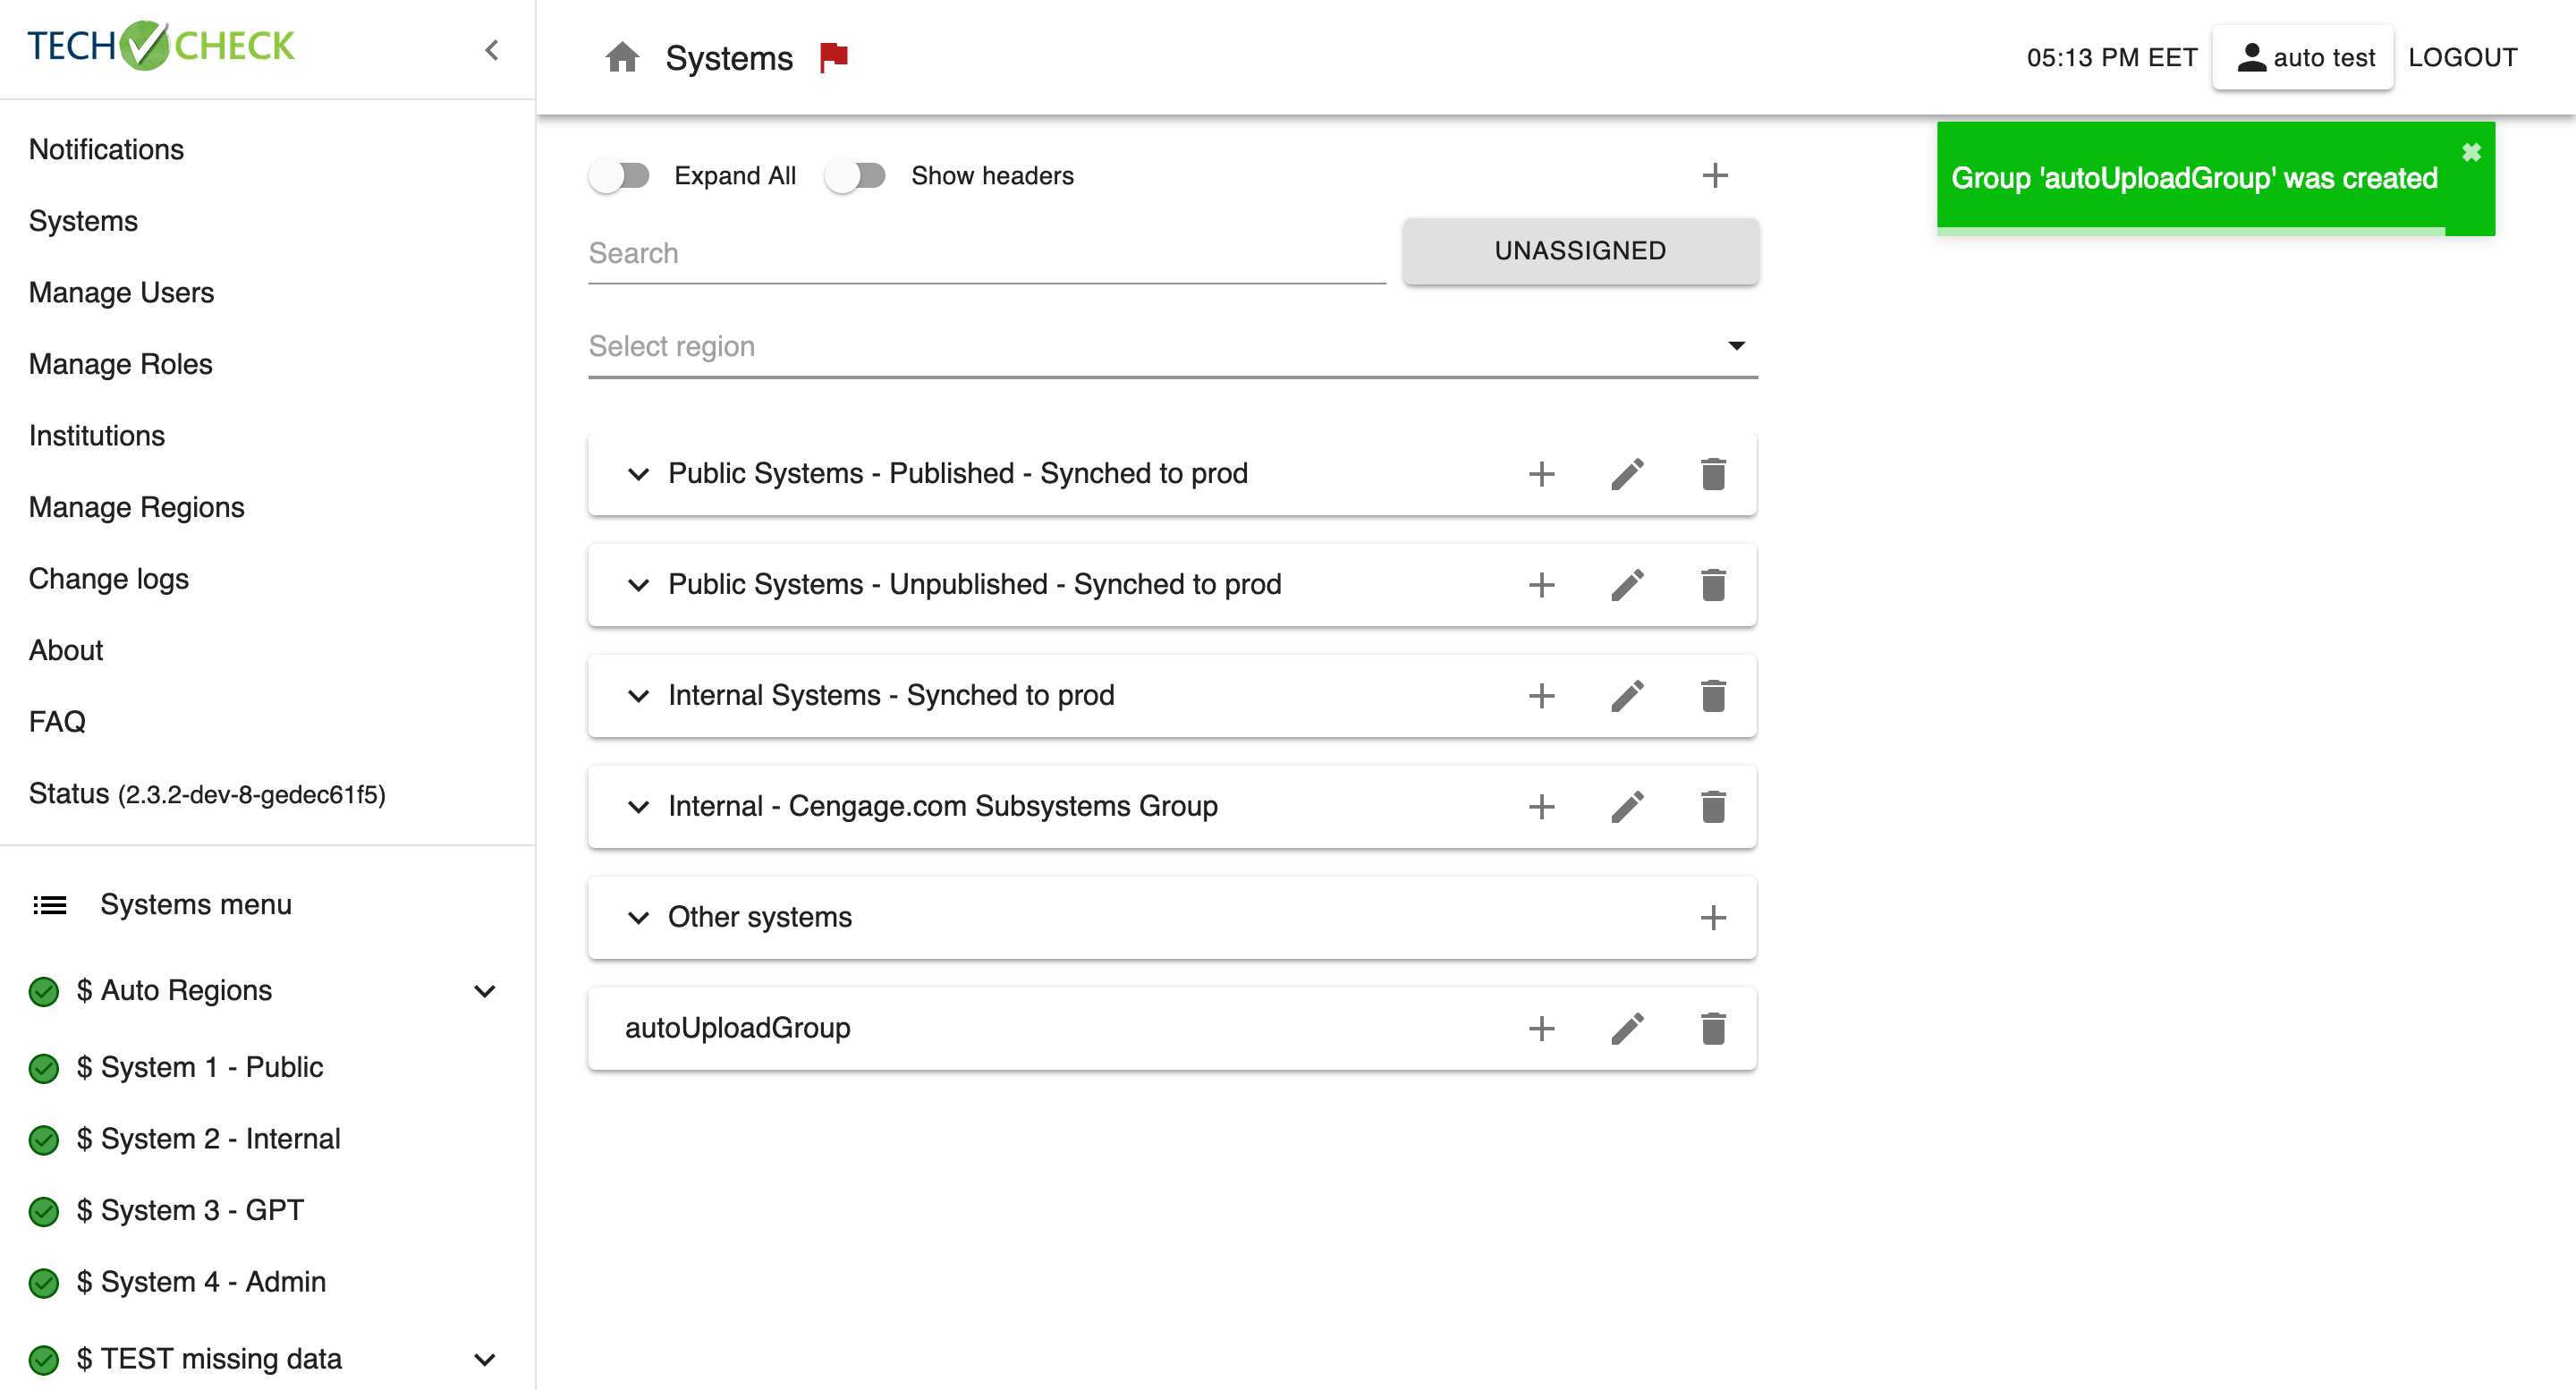 TECH CHECK
Notifications
Systems
Manage Users
Manage Roles
Institutions
Manage Regions
Change logs
About
FAQ
Status (2.3.2-dev-8-gedec61f5)
Systems menu
$ Auto Regions
$ System 1 - Public
$ System 2 - Internal
$ System 3 - GPT
$ System 4 - Admin
$ TEST missing data
Systems
05:13 PM EET
auto test
LOGOUT
Expand All
Show headers
Search
UNASSIGNED
Select region
Public Systems - Published - Synched to prod
Public Systems - Unpublished - Synched to prod
Internal Systems - Synched to prod
Internal - Cengage.com Subsystems Group
Other systems
autoUploadGroup
Group 'autoUploadGroup' was created